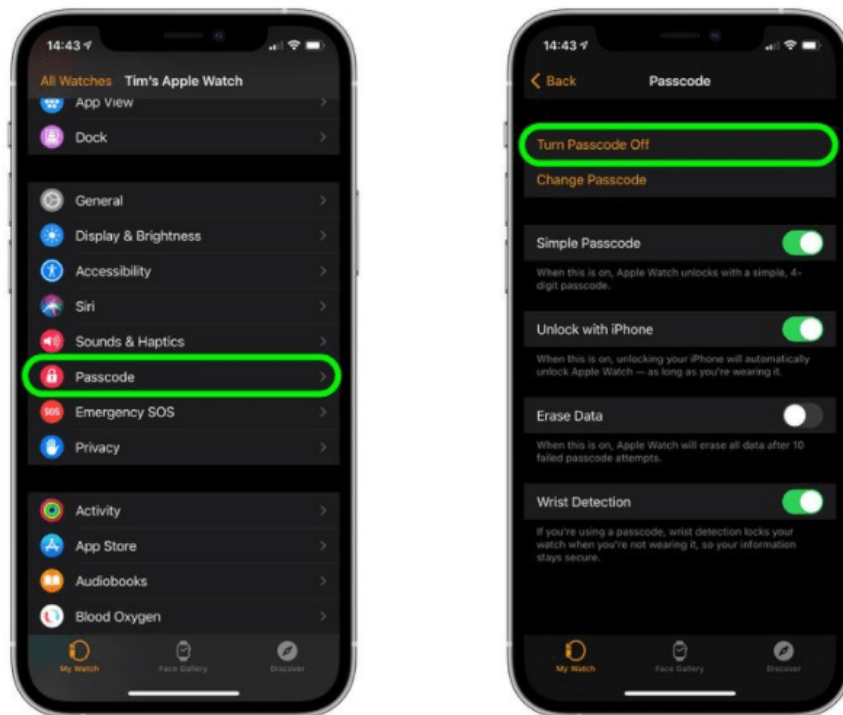 14:43
All Watches Tim's Apple Watch
App View
Dock
General
Display & Brightness
Accessibility
Siri
Sounds & Haptics
Passcode
SOS Emergency SOS
Privacy
Activity
App Store
Audiobooks
Blood Oxygen
My Watch Face Gallery Discover
14:43
Back Passcode
Turn Passcode Off
Change Passcode
Simple Passcode
When this is on, Apple Watch unlocks with a simple, 4-
digit passcode.
Unlock with iPhone
When this is on, unlocking your iPhone will automatically
unlock Apple Watch — as long as you're wearing it.
Erase Data
When this is on, Apple Watch will erase all data after 10
failed passcode attempts.
Wrist Detection
If you're using a passcode, wrist detection locks your
watch when you're not wearing it, so your information
stays secure.
My Watch Face Gallery Discover